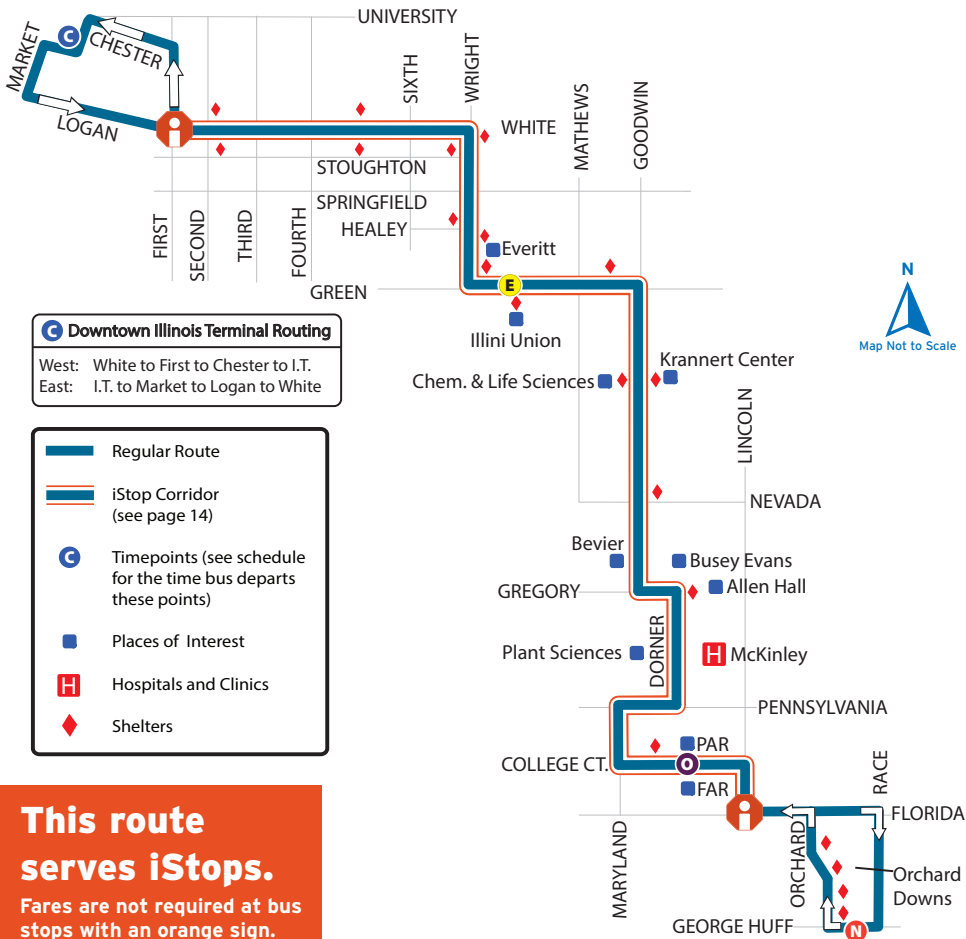 UNIVERSITY
MARKET
C
CHESTER
LOGAN
SIXTH
WRIGHT
WHITE
MATHEWS
GOODWIN
STOUGHTON
SPRINGFIELD
HEALEY
FIRST
SECOND
THIRD
FOURTH
Everitt
GREEN
E
Illini Union
N
Map Not to Scale
C Downtown Illinois Terminal Routing
West: White to First to Chester to I.T.
East: I.T. to Market to Logan to White
Krannert Center
Chem. & Life Sciences
LINCOLN
Regular Route
iStop Corridor
(see page 14)
C Timepoints (see schedule
for the time bus departs
these points)
Places of Interest
H Hospitals and Clinics
Shelters
NEVADA
Bevier
Busey Evans
GREGORY
Allen Hall
DORNER
Plant Sciences
H McKinley
PENNSYLVANIA
PAR
COLLEGE CT.
O
FAR
RACE
FLORIDA
MARYLAND
ORCHARD
Orchard
Downs
GEORGE HUFF
N
This route
serves iStops.
Fares are not required at bus
stops with an orange sign.